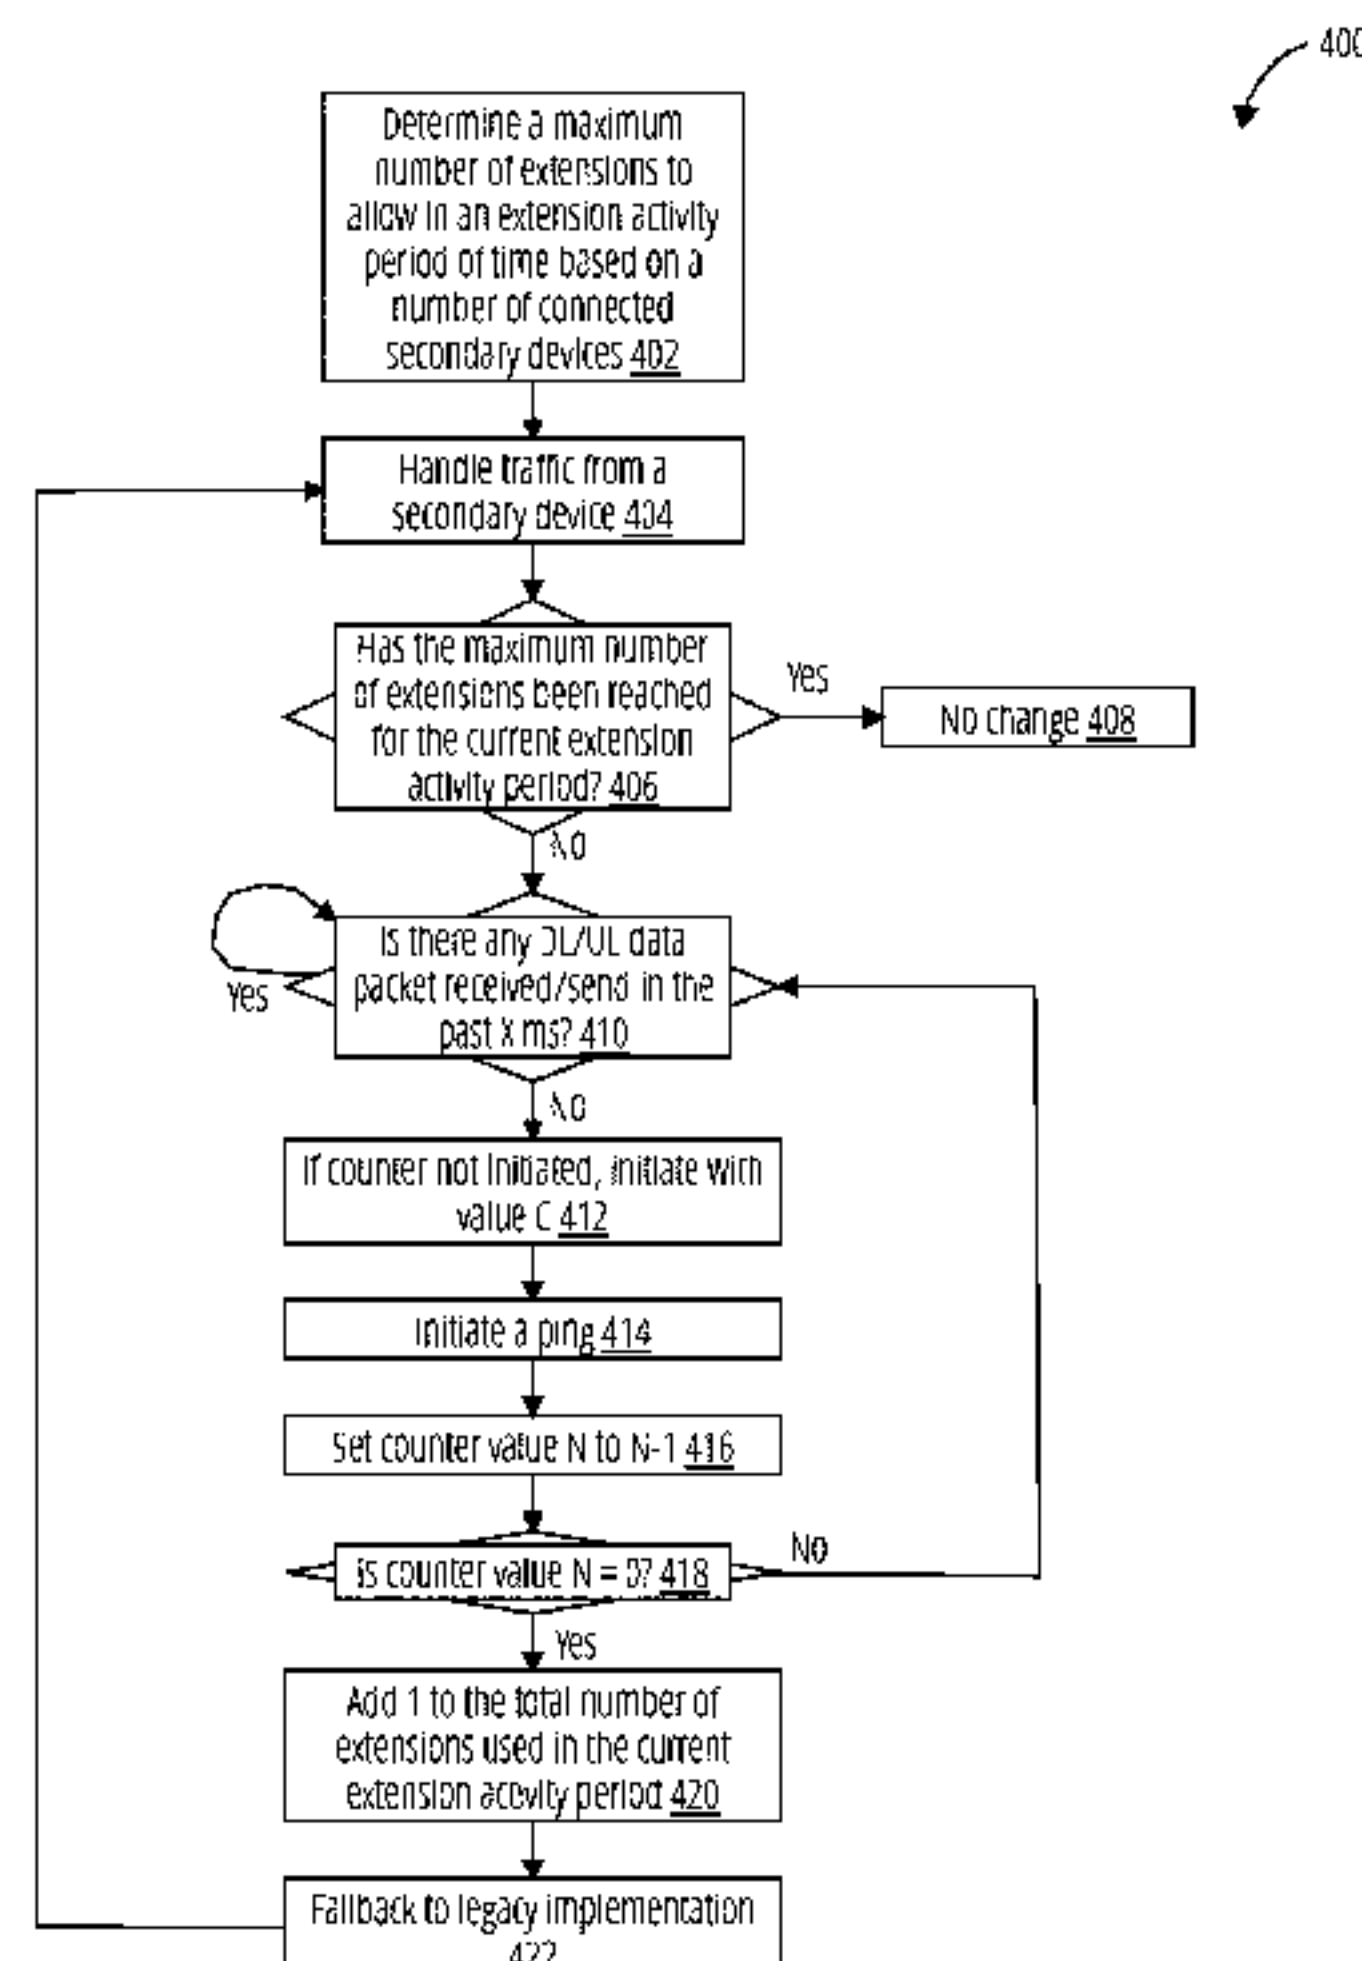 400
Determine a maximum
number of extensions to
allow in an extension activity
period of time based on a
number of connected
secondary devices 402
Handle traffic from a
secondary device 404
Has the maximum number
of extensions been reached
for the current extension
activity period? 406
Yes
No change 408
No
Is there any DL/UL data
packet received/send in the
past X ms? 410
Yes
No
If counter not initiated, initiate with
value C 412
Initiate a ping 414
Set counter value N to N-1 416
Is counter value N = 0? 418
No
Yes
Add 1 to the total number of
extensions used in the current
extension activity period 420
Fallback to legacy implementation
422